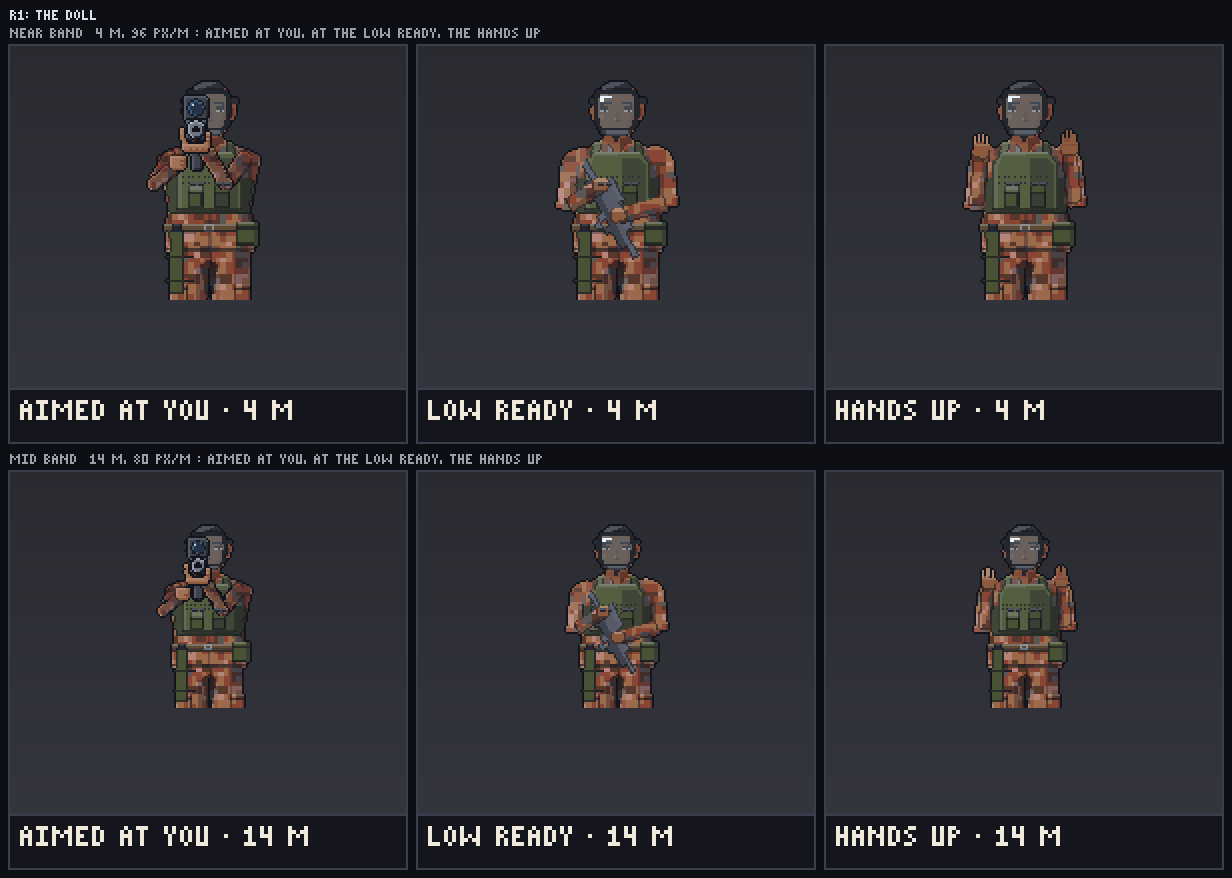 R1: THE DOLL
NEAR BAND 4 M, 96 PX/M : AIMED AT YOU, AT THE LOW READY, THE HANDS UP
AIMED AT YOU · 4 M
LOW READY · 4 M
HANDS UP · 4 M
MID BAND 14 M, 80 PX/M : AIMED AT YOU, AT THE LOW READY, THE HANDS UP
AIMED AT YOU · 14 M
LOW READY · 14 M
HANDS UP · 14 M